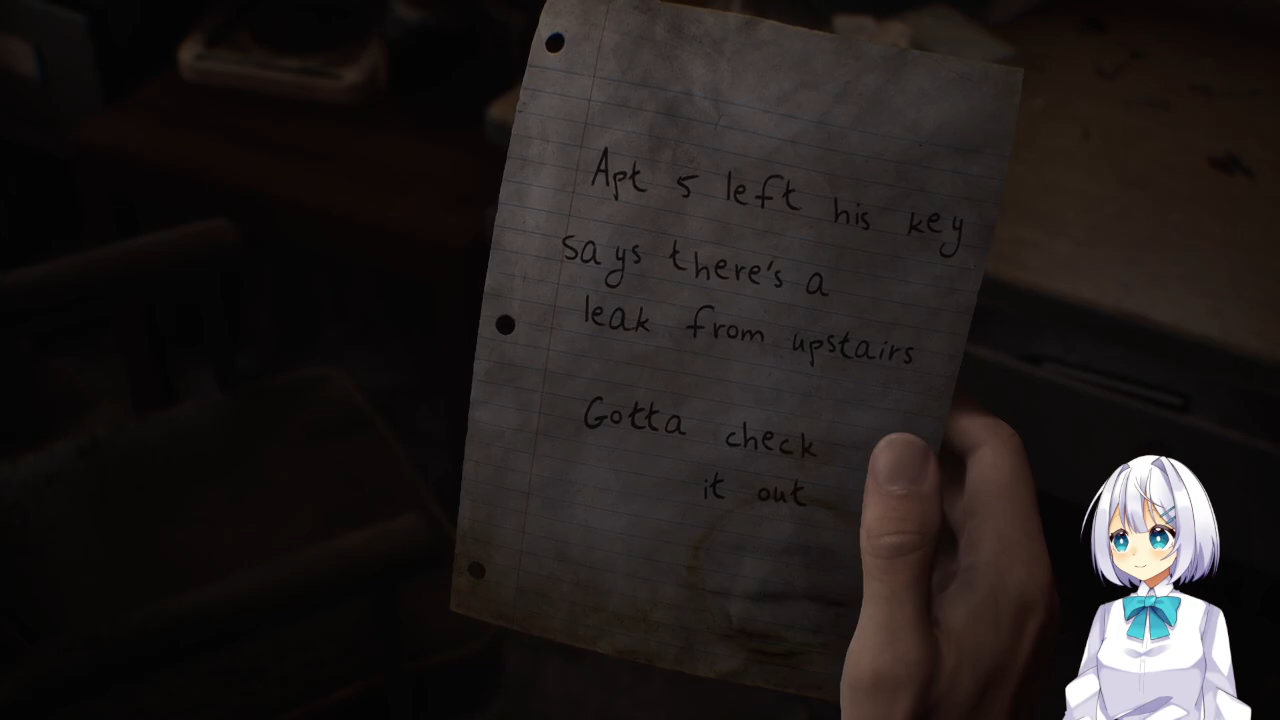 Apt 5 left his key
says there's a
leak from upstairs
Gotta check
it out